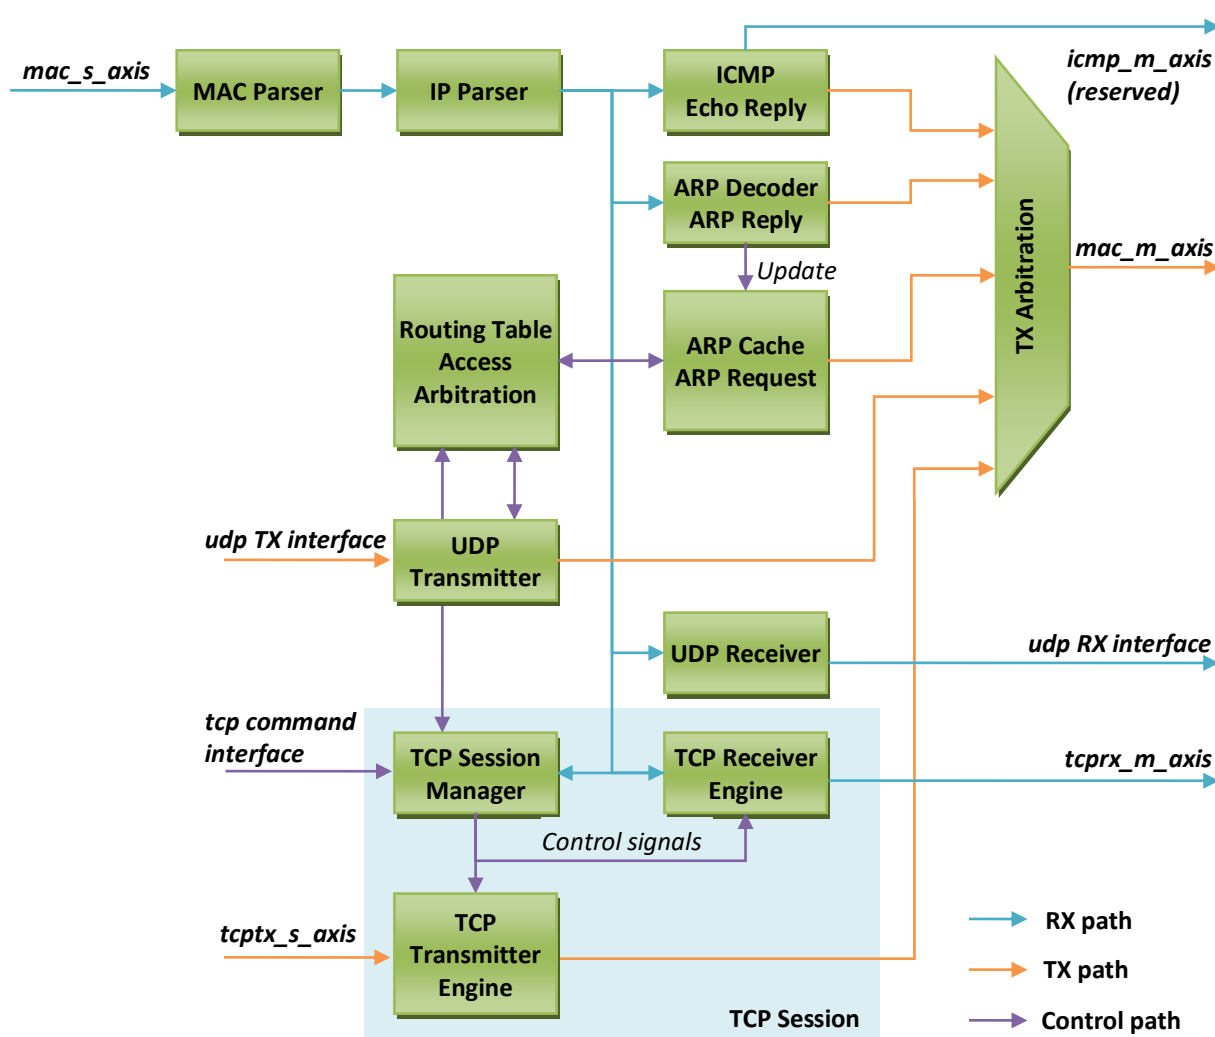 mac_s_axis
MAC Parser
IP Parser
ICMP
Echo Reply
icmp_m_axis
(reserved)
ARP Decoder
ARP Reply
Update
Routing Table
Access
Arbitration
ARP Cache
ARP Request
TX Arbitration
mac_m_axis
udp TX interface
UDP
Transmitter
UDP Receiver
udp RX interface
tcp command
interface
TCP Session
Manager
TCP Receiver
Engine
tcprx_m_axis
Control signals
tcptx_s_axis
TCP
Transmitter
Engine
TCP Session
RX path
TX path
Control path